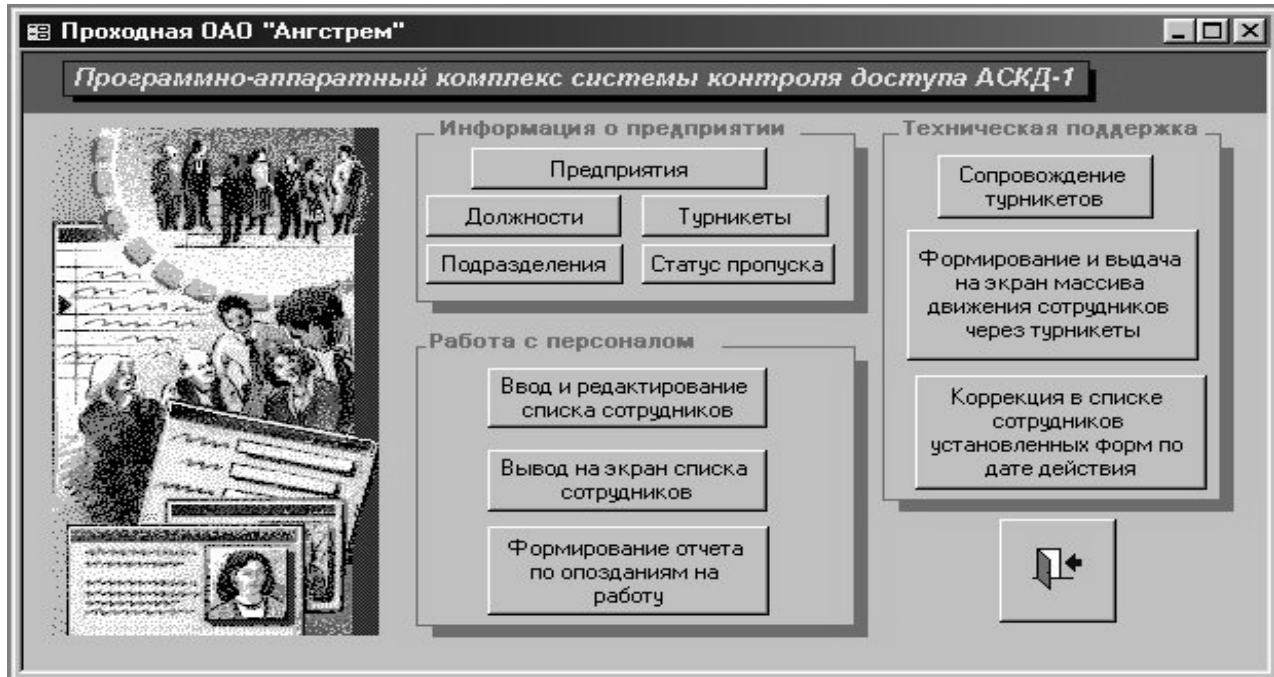 Проходная ОАО "Ангстрем"
Программно-аппаратный комплекс системы контроля доступа АСКД-1
Информация о предприятии
Предприятия
Должности
Турникеты
Подразделения
Статус пропуска
Работа с персоналом
Ввод и редактирование
списка сотрудников
Вывод на экран списка
сотрудников
Формирование отчета
по опозданиям на
работу
Техническая поддержка
Сопровождение
турникетов
Формирование и выдача
на экран массива
движения сотрудников
через турникеты
Коррекция в списке
сотрудников
установленных форм по
дате действия